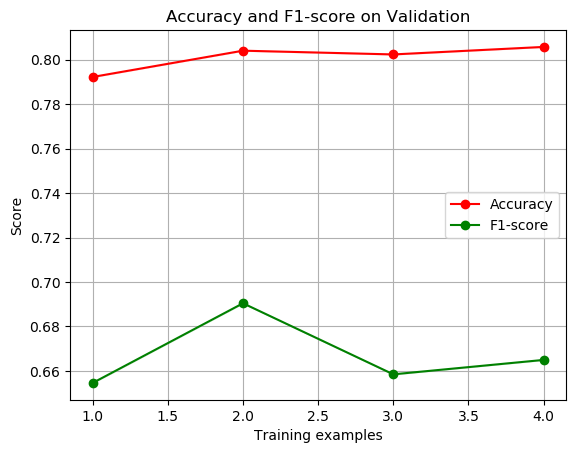 Accuracy and F1-score on Validation
0.80
0.78
0.76
0.74
0.72
0.70
0.68
0.66
Score
Accuracy
F1-score
1.0 1.5 2.0 2.5 3.0 3.5 4.0
Training examples